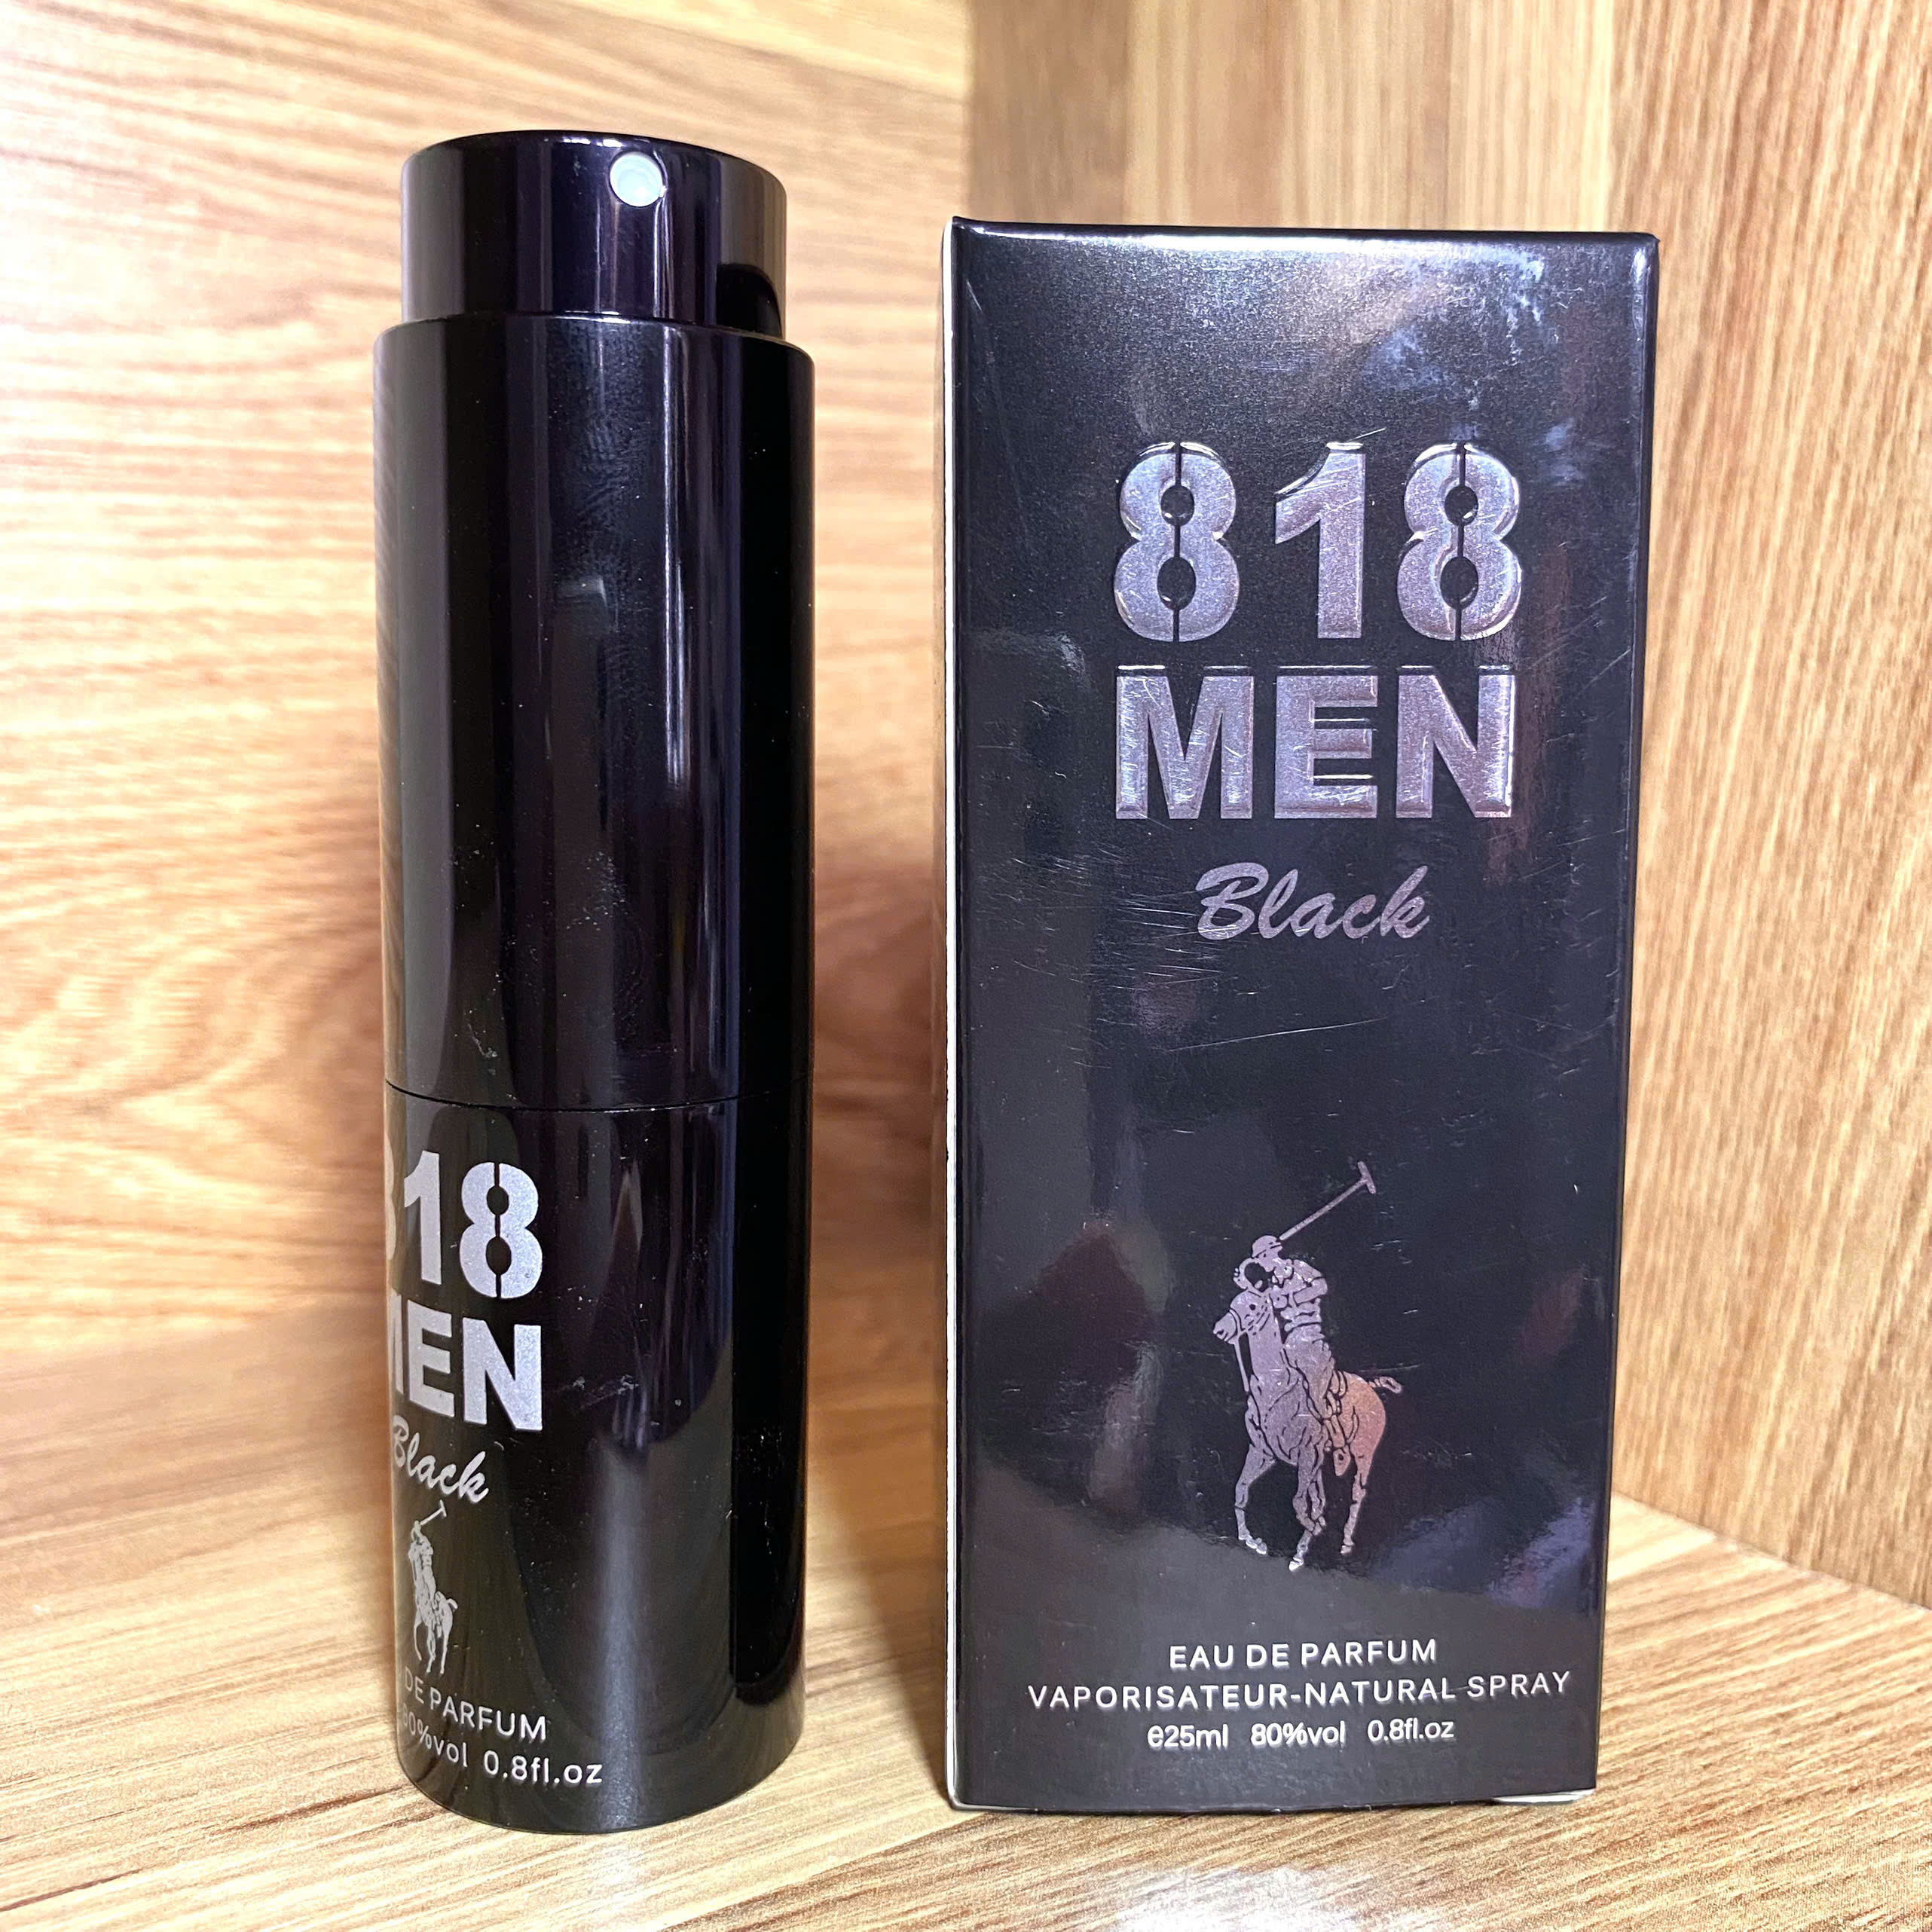 818
MEN
Black
DE PARFUM
80%vol 0.8fl.oz
818
MEN
Black
EAU DE PARFUM
VAPORISATEUR-NATURAL SPRAY
e25ml 80%vol 0.8fl.oz